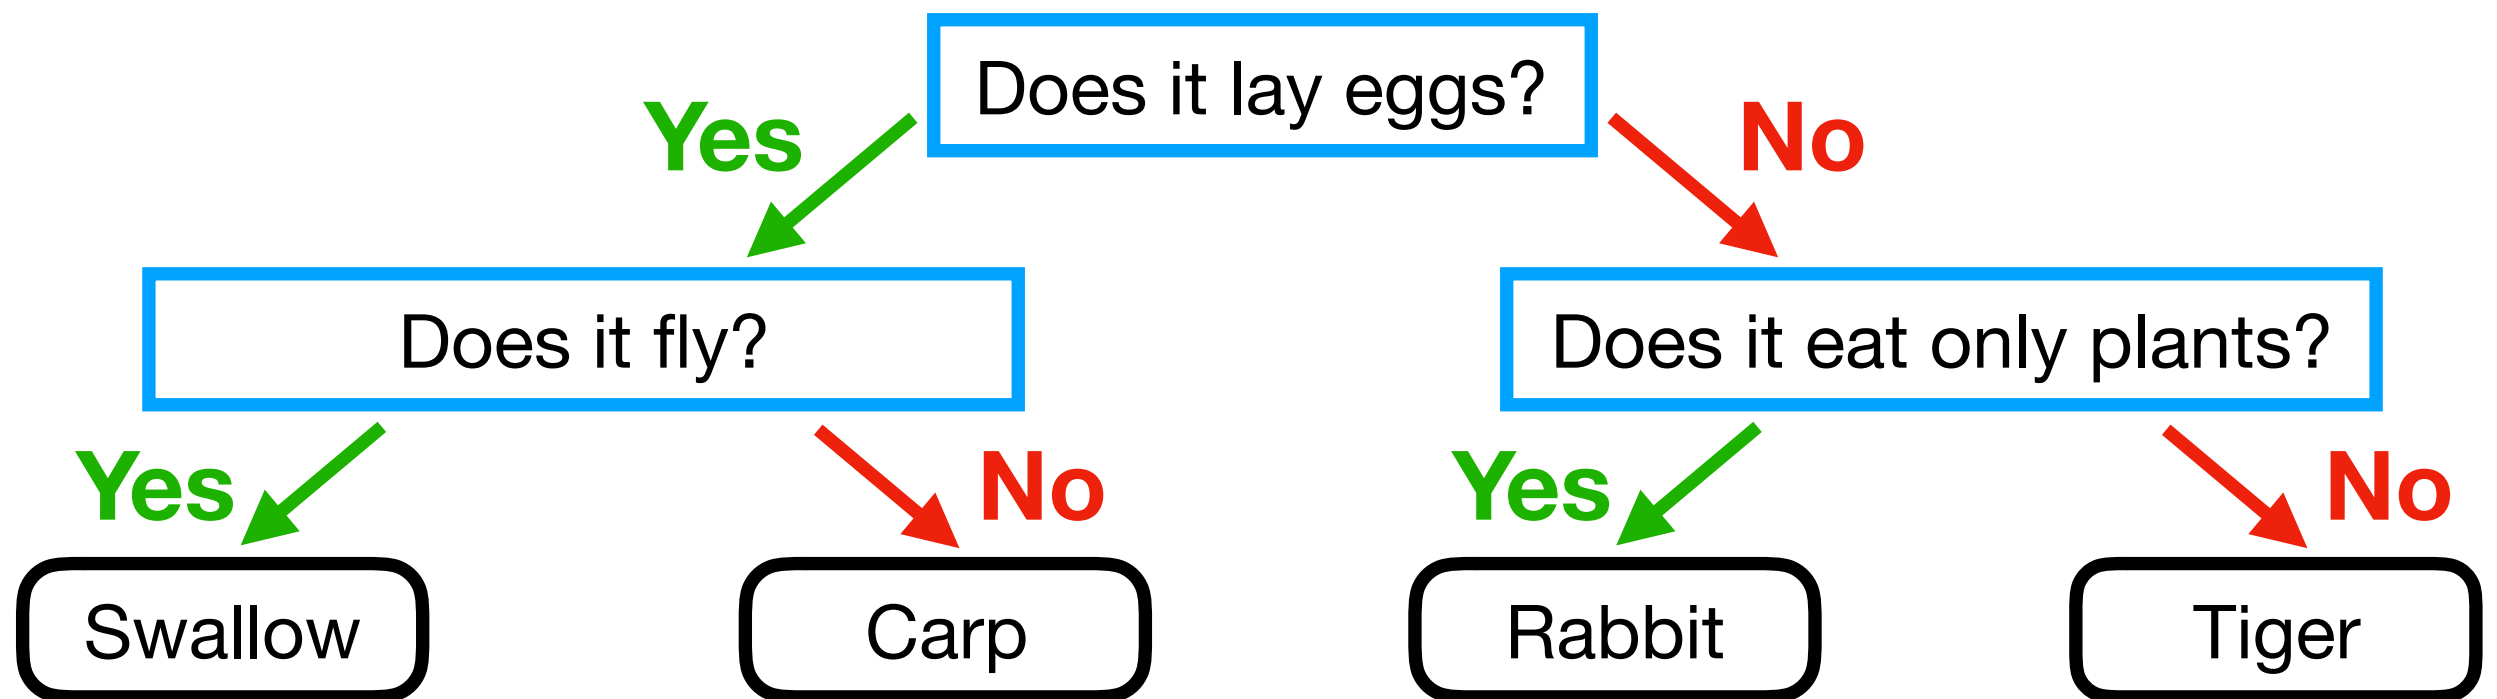 Does it lay eggs?
Yes
No
Does it fly?
Does it eat only plants?
Yes
No
Yes
No
Swallow
Carp
Rabbit
Tiger